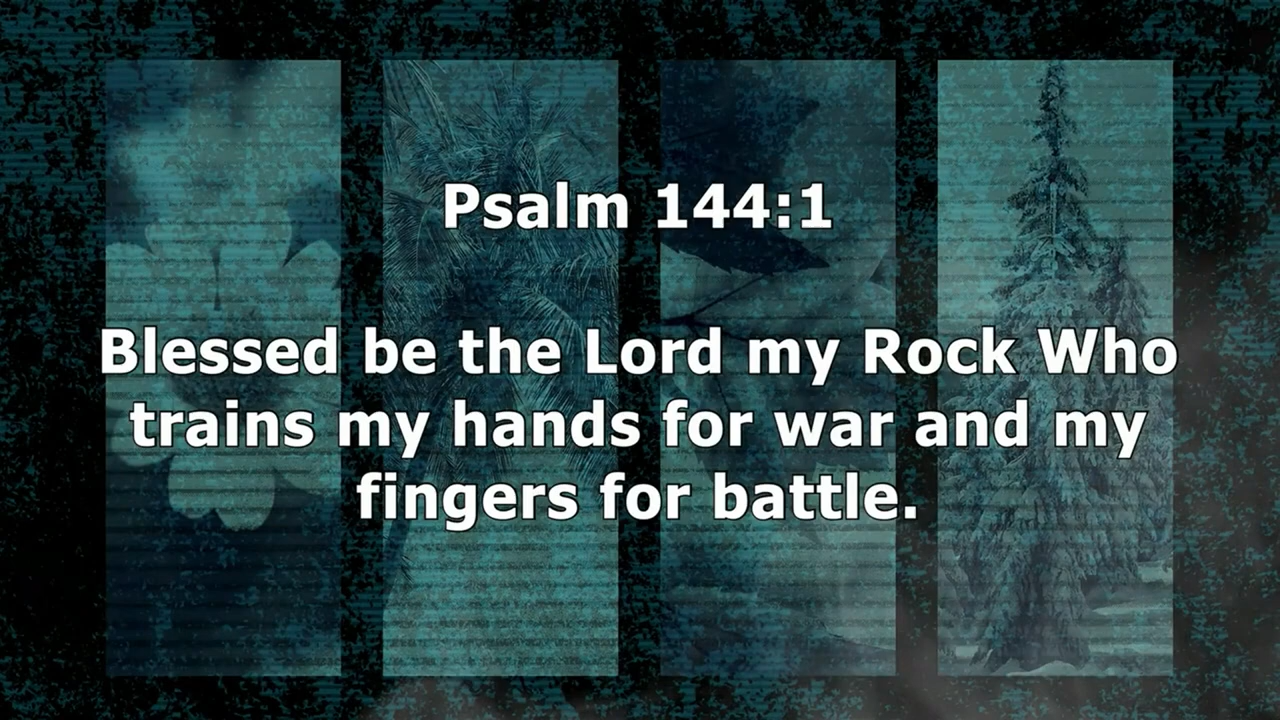 Psalm 144:1
Blessed be the Lord my Rock Who
trains my hands for war and my
fingers for battle.